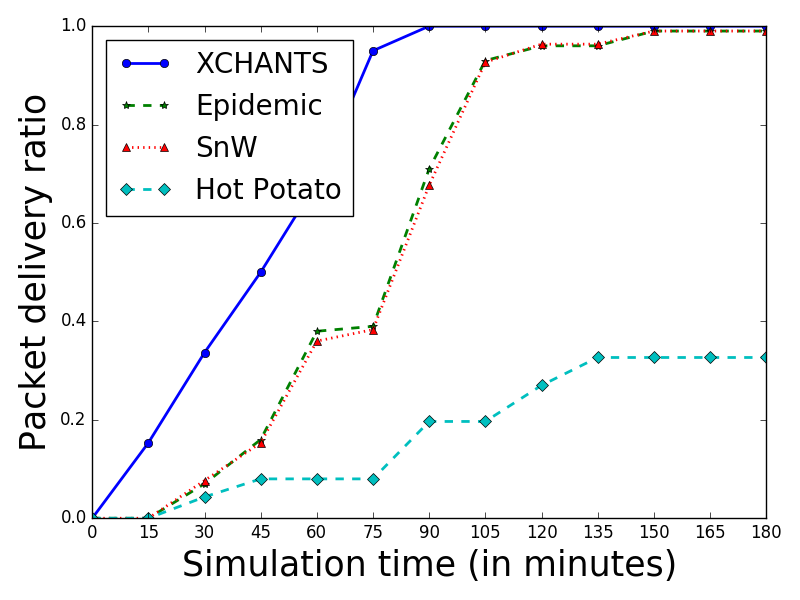 1.0
0.8
0.6
0.4
0.2
0.0
Packet delivery ratio
XCHANTS
Epidemic
SnW
Hot Potato
0 15 30 45 60 75 90 105 120 135 150 165 180
Simulation time (in minutes)